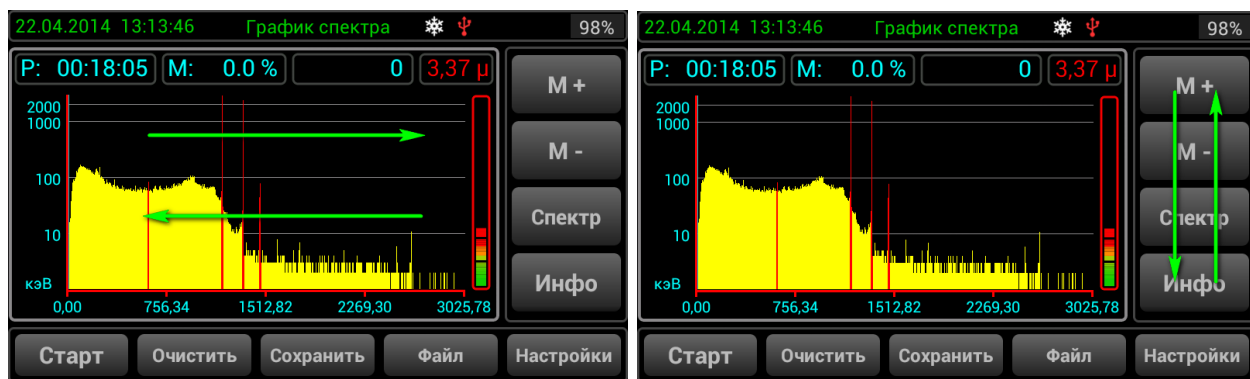 22.04.2014 13:13:46 График спектра 98%
P: 00:18:05 M: 0.0 % 0 3,37 μ
M +
2000
1000
M -
100
Спектр
10
Инфо
кэВ
0,00 756,34 1512,82 2269,30 3025,78
Старт Очистить Сохранить Файл Настройки
22.04.2014 13:13:46 График спектра 98%
P: 00:18:05 M: 0.0 % 0 3,37 μ
M +
2000
1000
M -
100
Спектр
10
Инфо
кэВ
0,00 756,34 1512,82 2269,30 3025,78
Старт Очистить Сохранить Файл Настройки